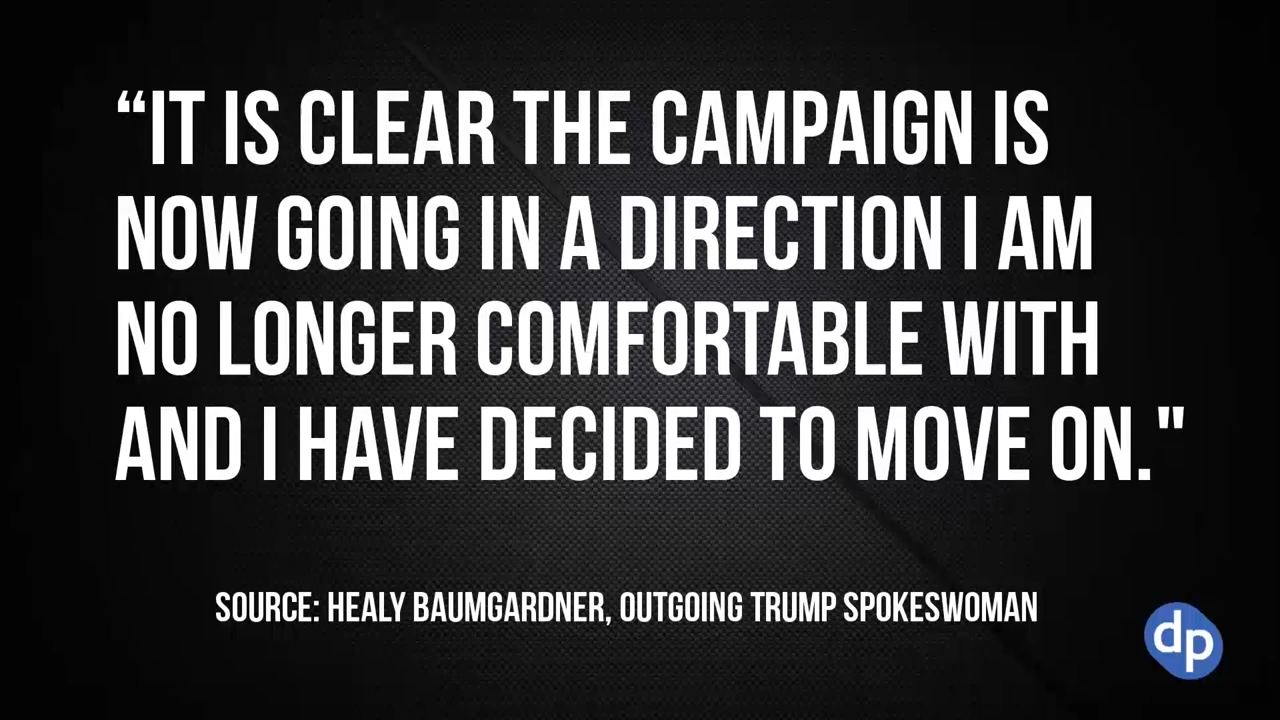 “IT IS CLEAR THE CAMPAIGN IS
NOW GOING IN A DIRECTION I AM
NO LONGER COMFORTABLE WITH
AND I HAVE DECIDED TO MOVE ON."
SOURCE: HEALY BAUMGARDNER, OUTGOING TRUMP SPOKESWOMAN
dp